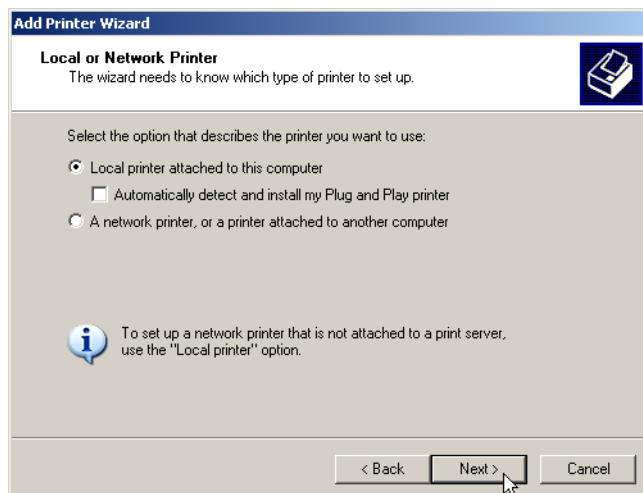 Add Printer Wizard
Local or Network Printer
The wizard needs to know which type of printer to set up.
Select the option that describes the printer you want to use:
Local printer attached to this computer
Automatically detect and install my Plug and Play printer
A network printer, or a printer attached to another computer
To set up a network printer that is not attached to a print server,
use the "Local printer" option.
< Back Next > Cancel